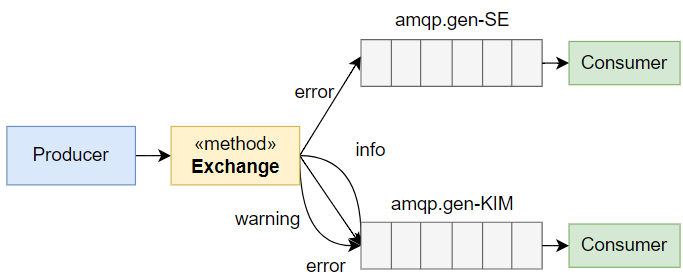 amqp.gen-SE
Consumer
error
Producer
«method»
Exchange
info
amqp.gen-KIM
warning
Consumer
error